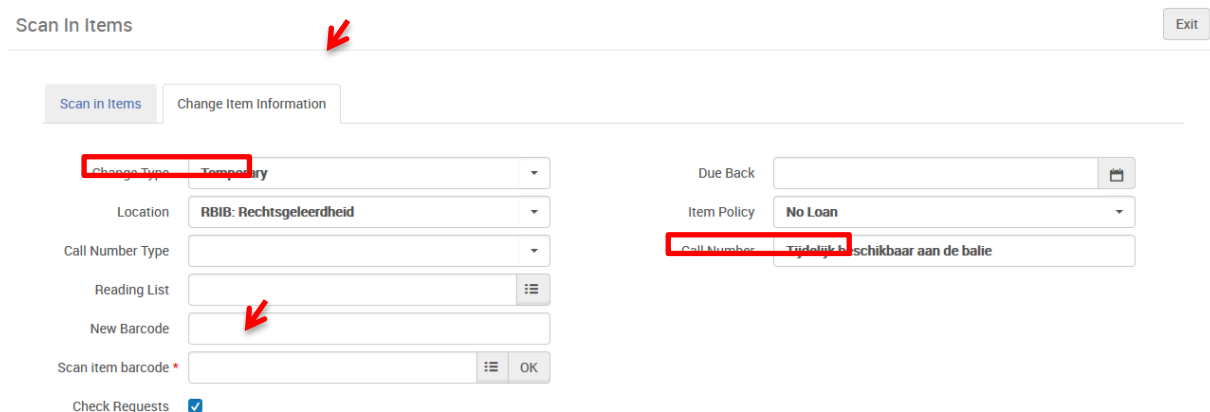 Scan In Items
Exit
Scan in Items
Change Item Information
Change Type
Temporary
Due Back
Location
RBIB: Rechtsgeleerdheid
Item Policy
No Loan
Call Number Type
Call Number
Tijdelijk beschikbaar aan de balie
Reading List
New Barcode
Scan item barcode *
OK
Check Requests